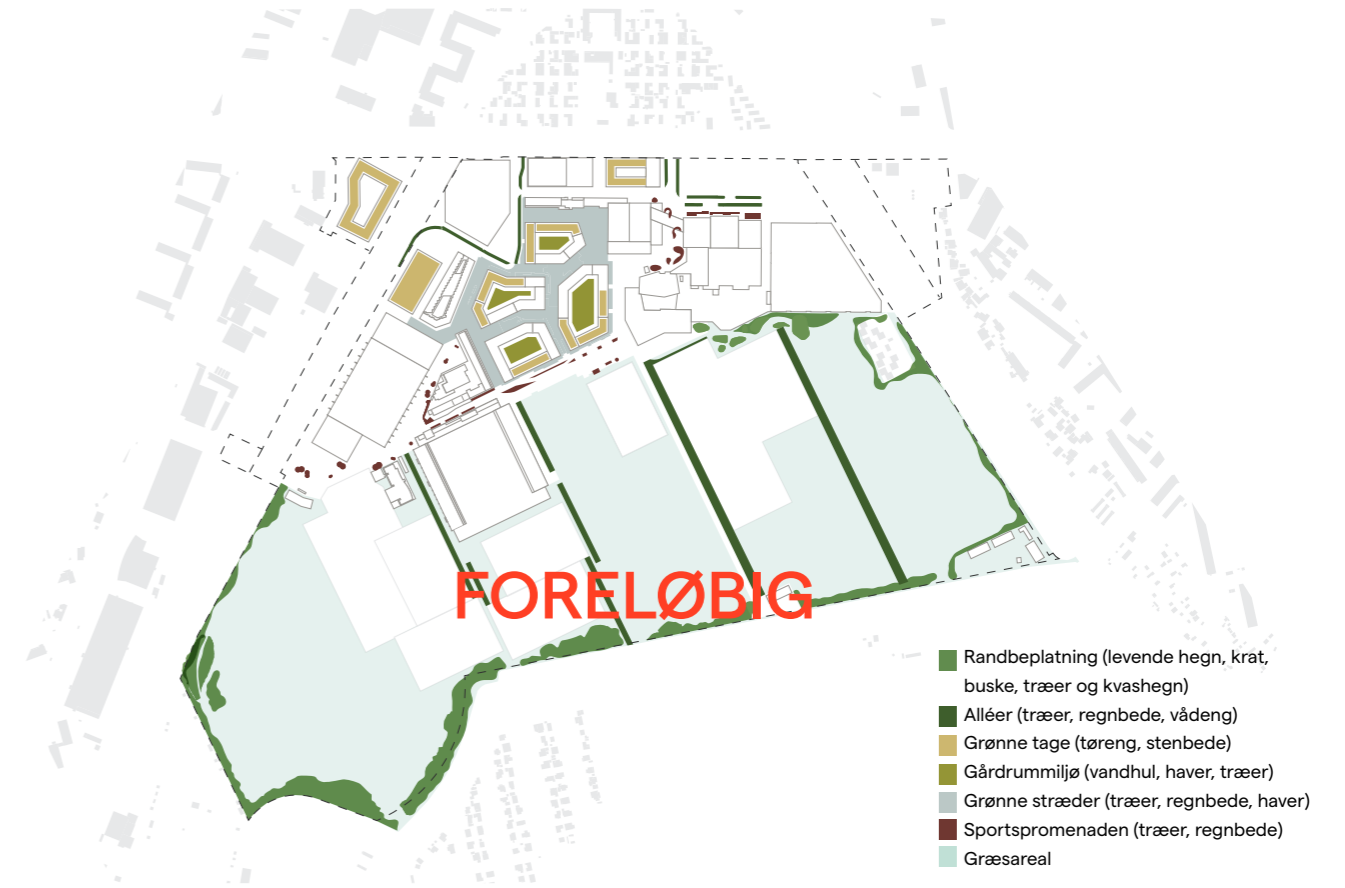 FORELØBIG
Randbeplatning (levende hegn, krat,
buske, træer og kvashegn)
Alléer (træer, regnbede, vådeng)
Grønne tage (tøreng, stenbede)
Gårdrummiljø (vandhul, haver, træer)
Grønne stræder (træer, regnbede, haver)
Sportspromenaden (træer, regnbede)
Græsareal